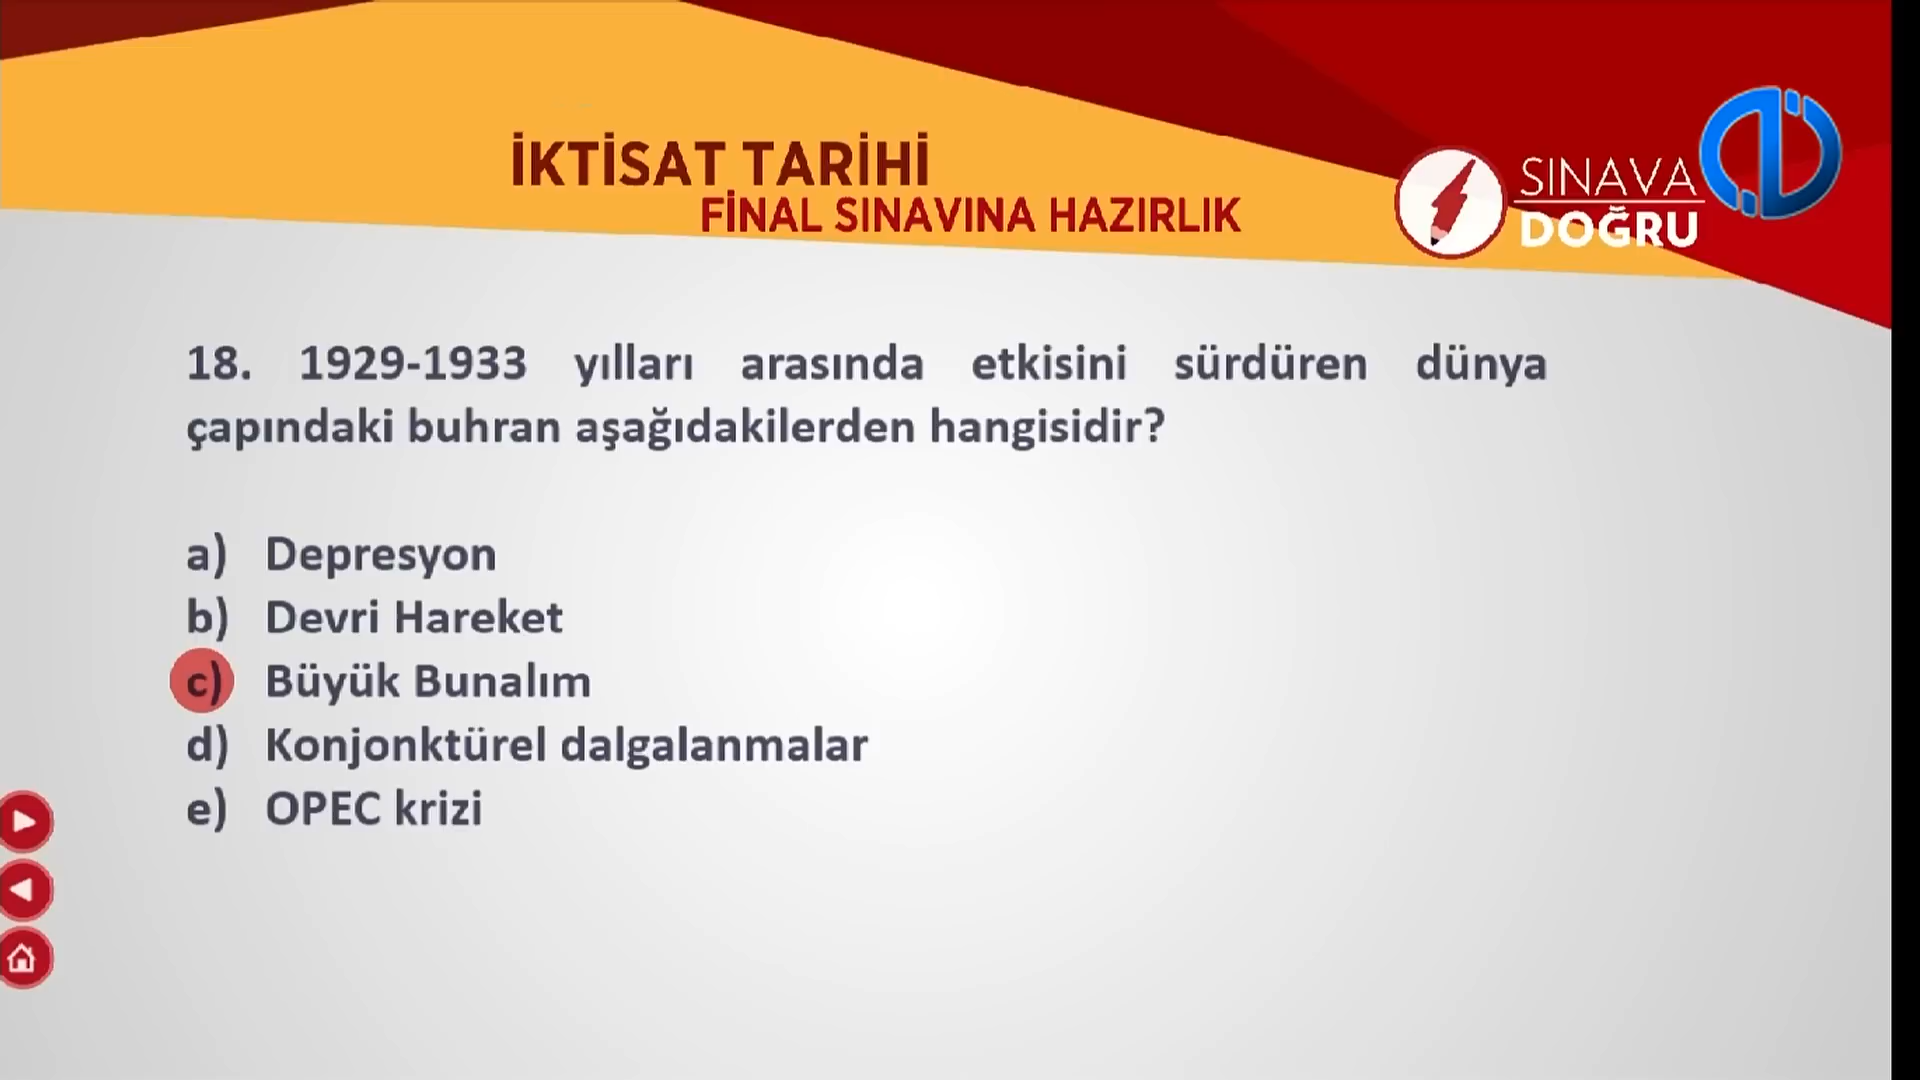 İKTİSAT TARİHİ
FİNAL SINAVINA HAZIRLIK
SINAVA
DOĞRU
18. 1929-1933 yılları arasında etkisini sürdüren dünya
çapındaki buhran aşağıdakilerden hangisidir?
a) Depresyon
b) Devri Hareket
c) Büyük Bunalım
d) Konjonktürel dalgalanmalar
e) OPEC krizi